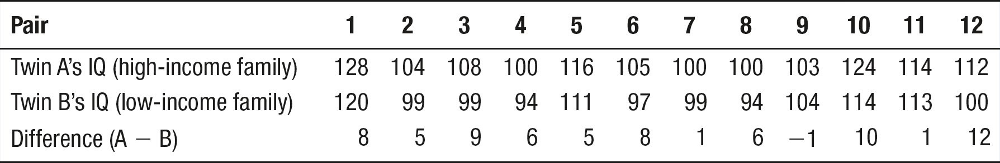 Pair 1 2 3 4 5 6 7 8 9 10 11 12
Twin A’s IQ (high-income family) 128 104 108 100 116 105 100 100 103 124 114 112
Twin B’s IQ (low-income family) 120 99 99 94 111 97 99 94 104 114 113 100
Difference (A − B) 8 5 9 6 5 8 1 6 −1 10 1 12